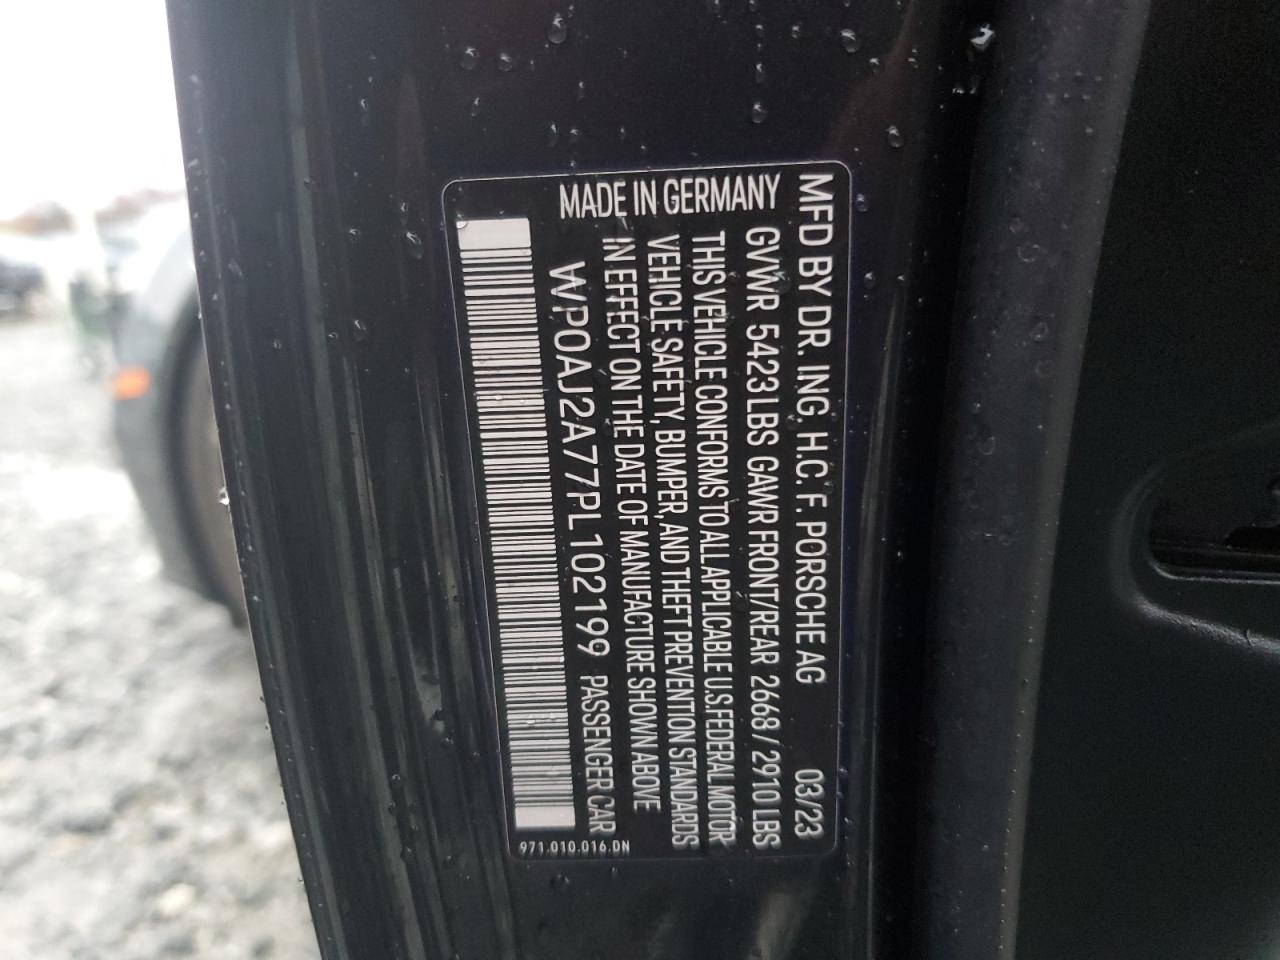 MFD BY DR. ING. H.C. F. PORSCHE AG 03/23
GVWR 5423 LBS GAWR FRONT/REAR 2668 / 2910 LBS
THIS VEHICLE CONFORMS TO ALL APPLICABLE U.S. FEDERAL MOTOR
VEHICLE SAFETY, BUMPER, AND THEFT PREVENTION STANDARDS
IN EFFECT ON THE DATE OF MANUFACTURE SHOWN ABOVE
MADE IN GERMANY
WP0AJ2A77PL102199 PASSENGER CAR
971.010.016.DN